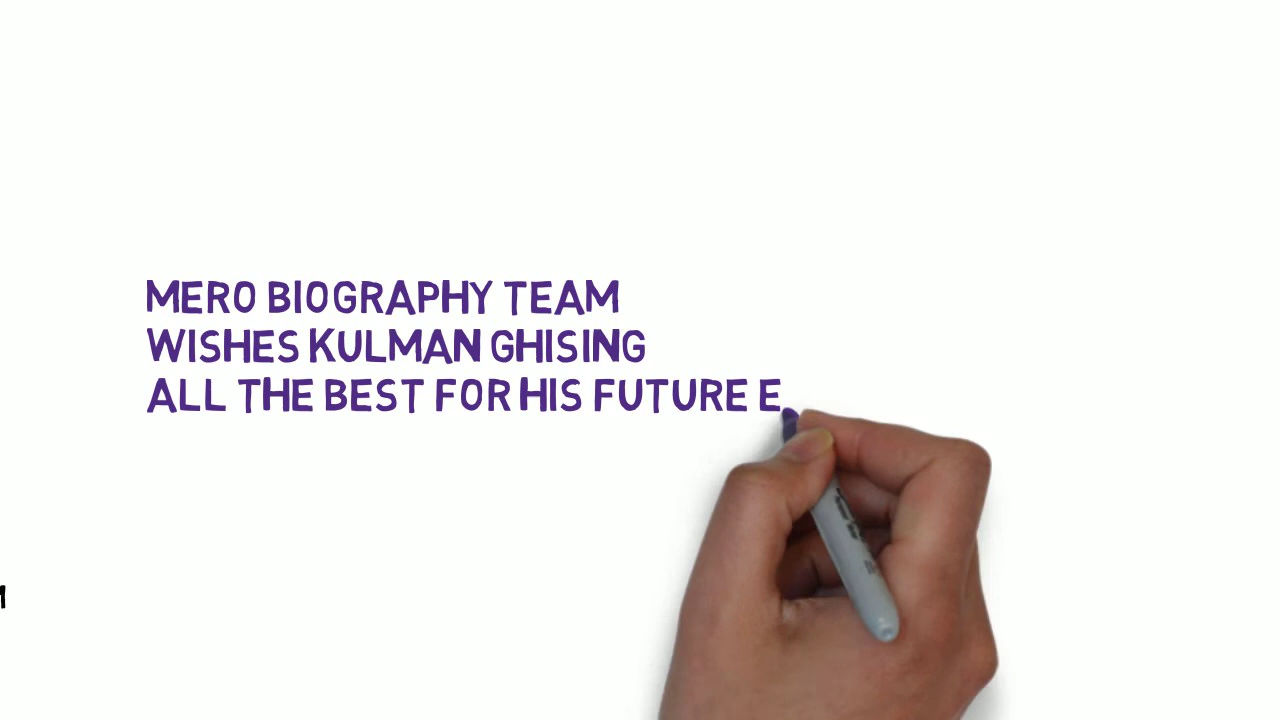 MERO BIOGRAPHY TEAM
WISHES KULMAN GHISING
ALL THE BEST FOR HIS FUTURE E